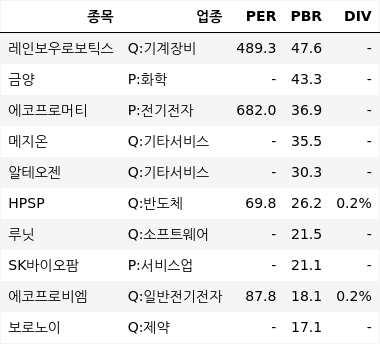 종목 업종 PER PBR DIV
레인보우로보틱스 Q:기계장비 489.3 47.6 -
금양 P:화학 - 43.3 -
에코프로머티 P:전기전자 682.0 36.9 -
메지온 Q:기타서비스 - 35.5 -
알테오젠 Q:기타서비스 - 30.3 -
HPSP Q:반도체 69.8 26.2 0.2%
루닛 Q:소프트웨어 - 21.5 -
SK바이오팜 P:서비스업 - 21.1 -
에코프로비엠 Q:일반전기전자 87.8 18.1 0.2%
보로노이 Q:제약 - 17.1 -